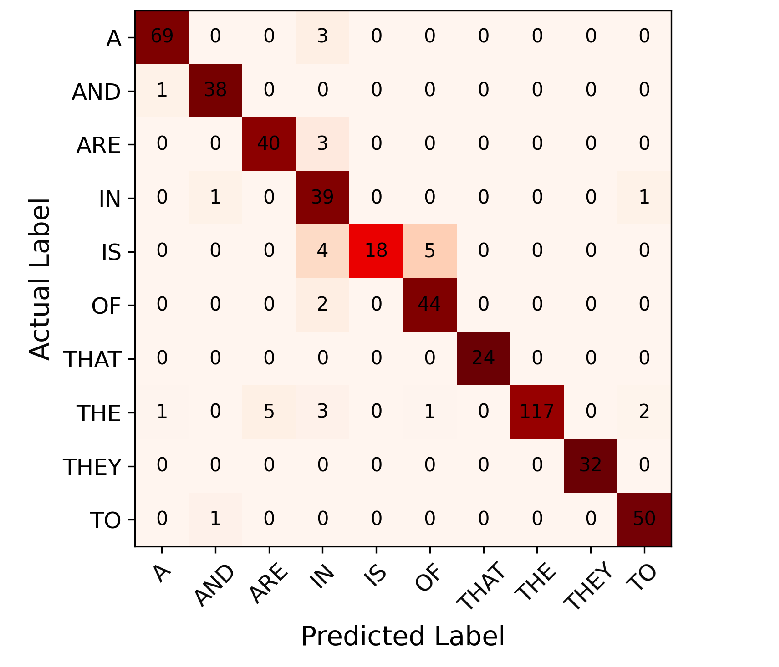 A 69 0 0 3 0 0 0 0 0 0
AND 1 38 0 0 0 0 0 0 0 0
ARE 0 0 40 3 0 0 0 0 0 0
IN 0 1 0 39 0 0 0 0 0 1
IS 0 0 0 4 18 5 0 0 0 0
OF 0 0 0 2 0 44 0 0 0 0
THAT 0 0 0 0 0 0 24 0 0 0
THE 1 0 5 3 0 1 0 117 0 2
THEY 0 0 0 0 0 0 0 0 32 0
TO 0 1 0 0 0 0 0 0 0 50
A AND ARE IN IS OF THAT THE THEY TO
Predicted Label
Actual Label